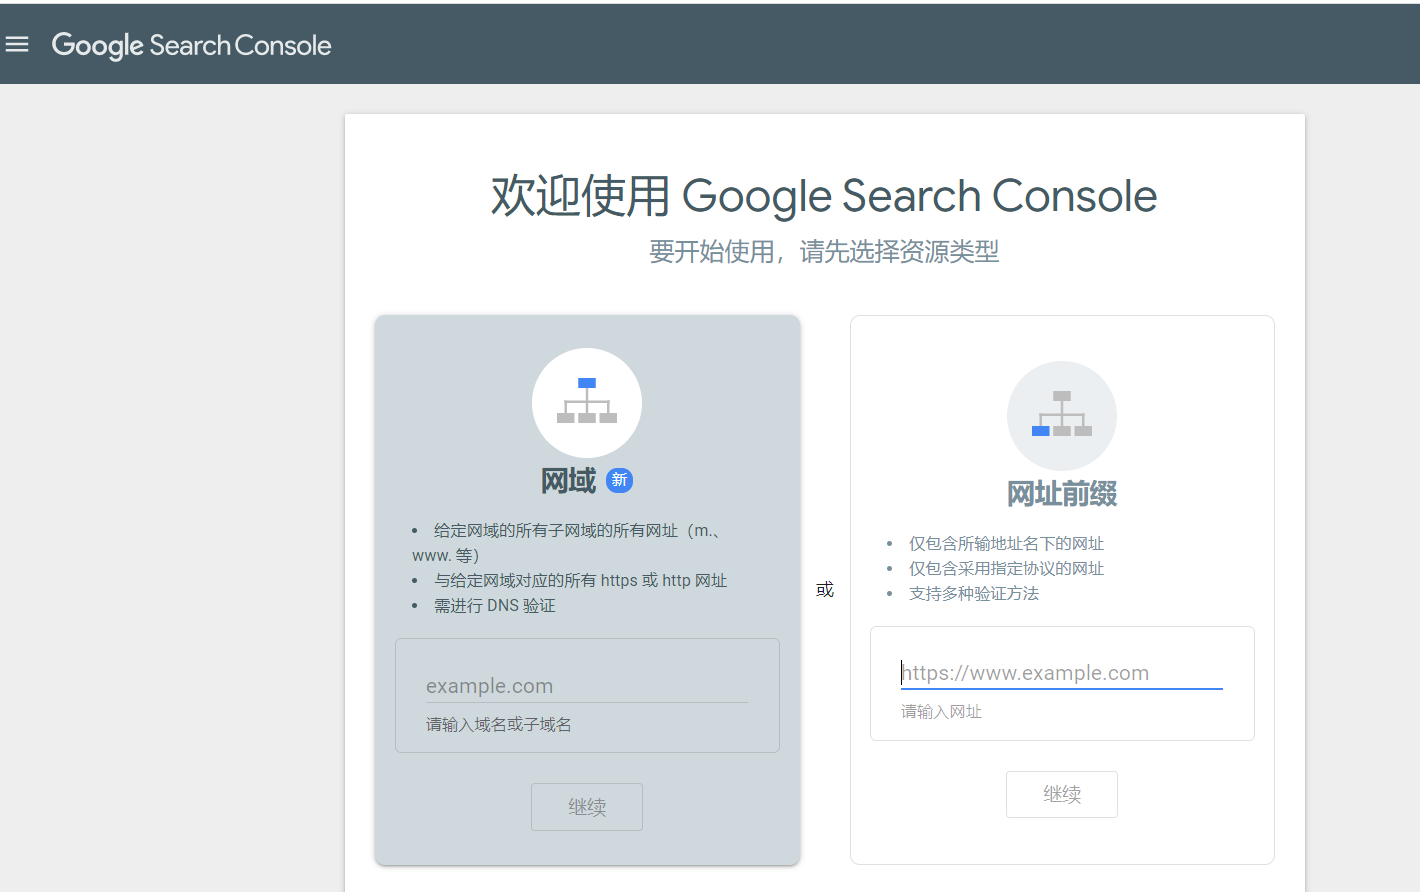 Google Search Console
欢迎使用 Google Search Console
要开始使用，请先选择资源类型
网域 新
• 给定网域的所有子网域的所有网址（m.、
www. 等）
• 与给定网域对应的所有 https 或 http 网址
• 需进行 DNS 验证
example.com
请输入域名或子域名
继续
或
网址前缀
• 仅包含所输地址名下的网址
• 仅包含采用指定协议的网址
• 支持多种验证方法
https://www.example.com
请输入网址
继续